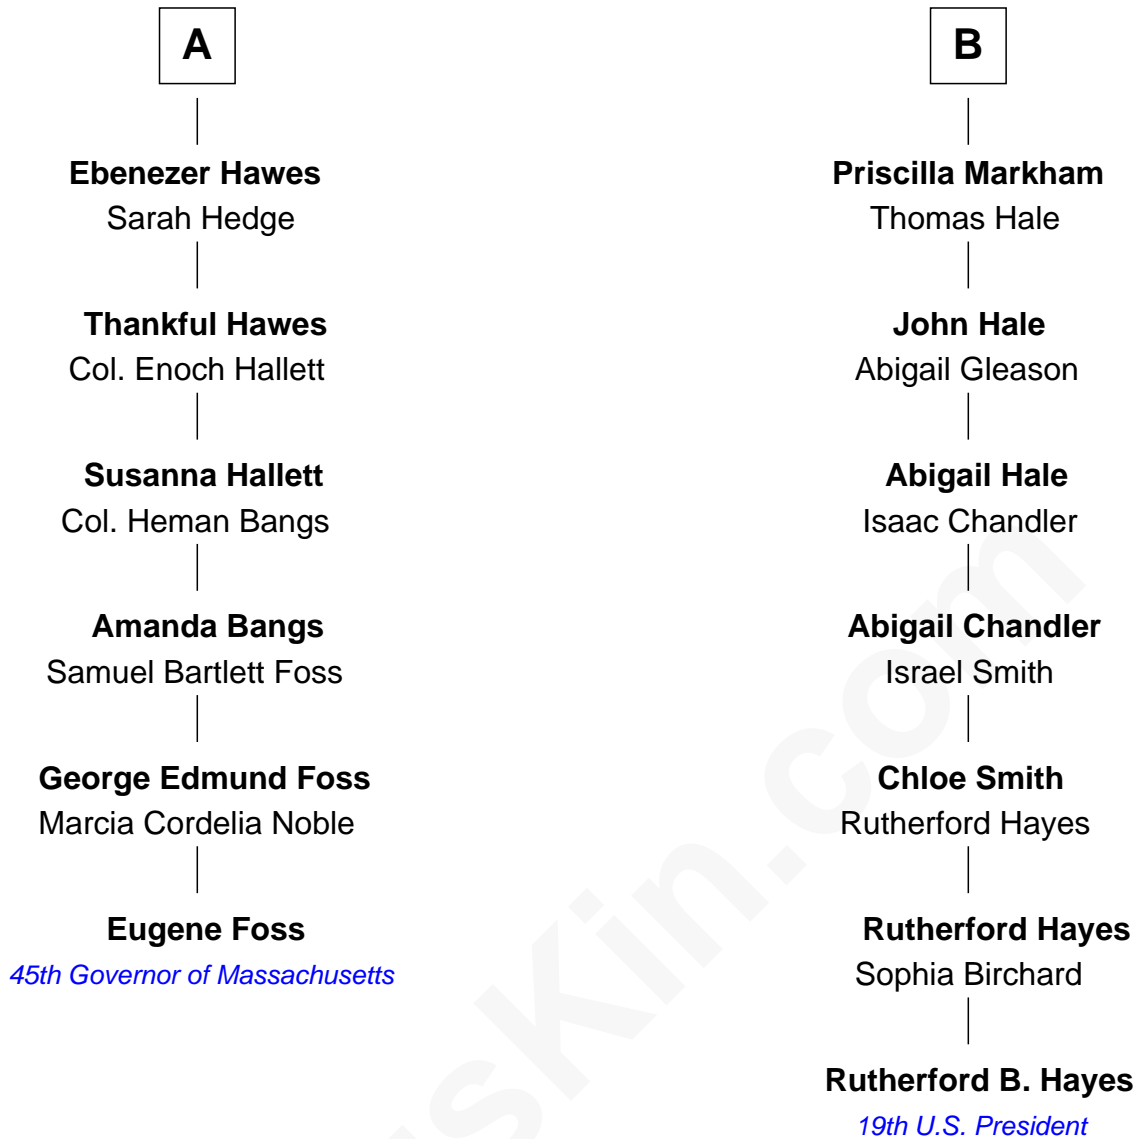 A
Ebenezer Hawes
Sarah Hedge
Thankful Hawes
Col. Enoch Hallett
Susanna Hallett
Col. Heman Bangs
Amanda Bangs
Samuel Bartlett Foss
George Edmund Foss
Marcia Cordelia Noble
Eugene Foss
45th Governor of Massachusetts
B
Priscilla Markham
Thomas Hale
John Hale
Abigail Gleason
Abigail Hale
Isaac Chandler
Abigail Chandler
Israel Smith
Chloe Smith
Rutherford Hayes
Rutherford Hayes
Sophia Birchard
Rutherford B. Hayes
19th U.S. President